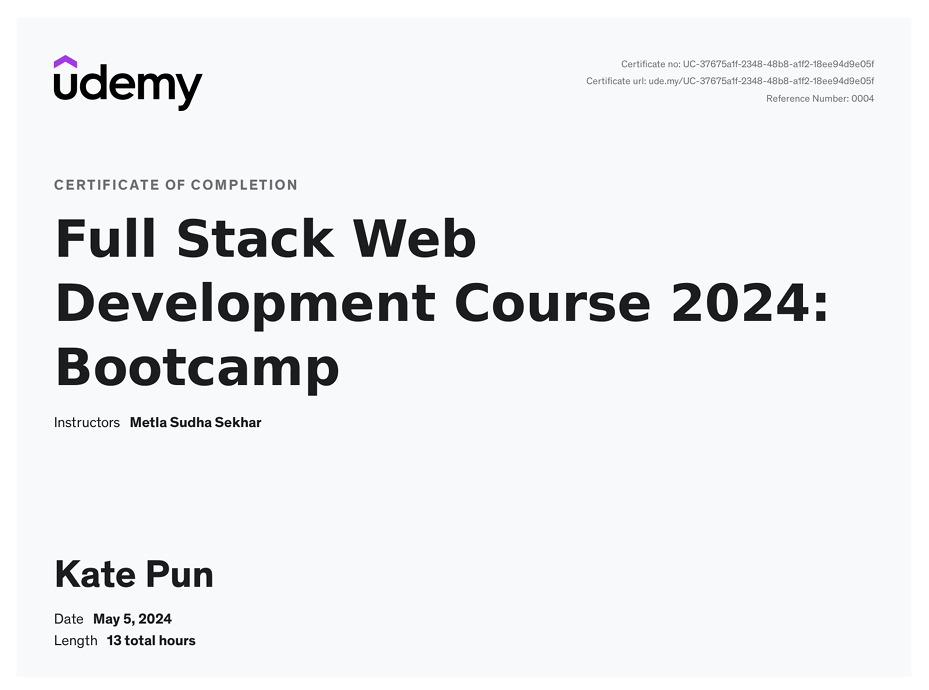 udemy
Certificate no: UC-37675a1f-2348-48b8-a1f2-18ee94d9e05f
Certificate url: ude.my/UC-37675a1f-2348-48b8-a1f2-18ee94d9e05f
Reference Number: 0004
CERTIFICATE OF COMPLETION
Full Stack Web
Development Course 2024:
Bootcamp
Instructors Metla Sudha Sekhar
Kate Pun
Date May 5, 2024
Length 13 total hours